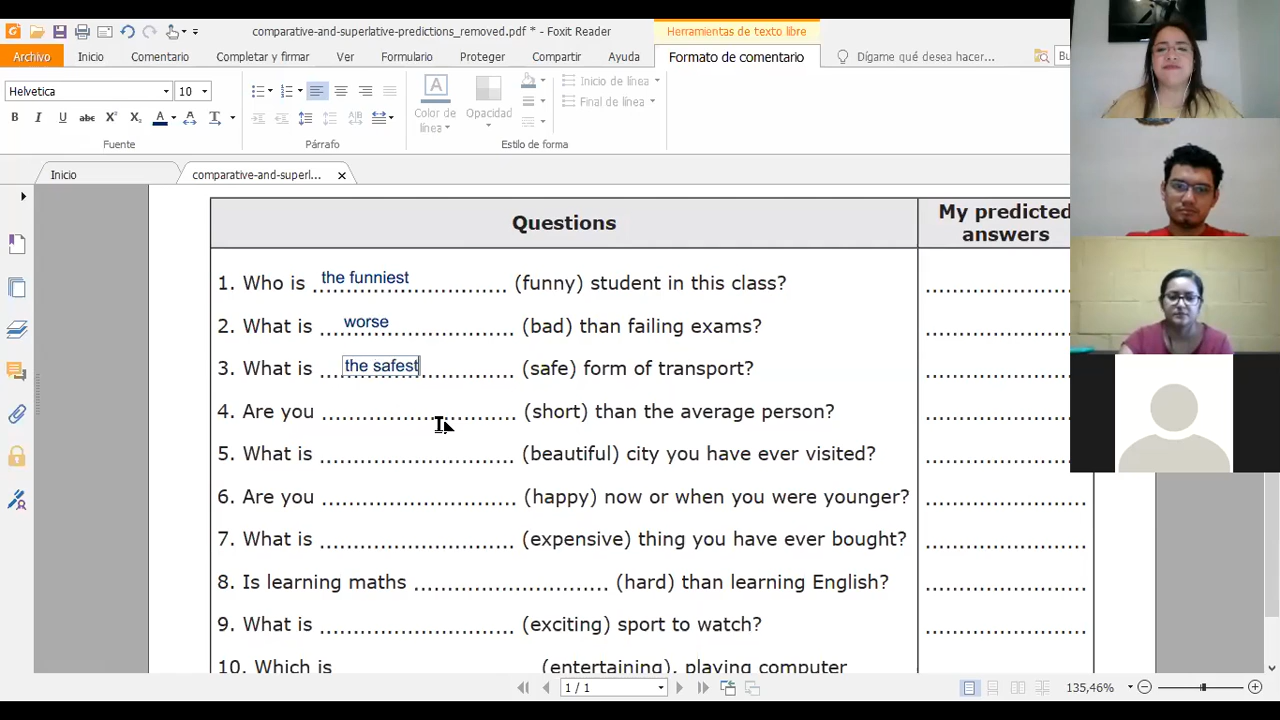 comparative-and-superlative-predictions_removed.pdf * - Foxit Reader
Herramientas de texto libre
Archivo Inicio Comentario Completar y firmar Ver Formulario Proteger Compartir Ayuda Formato de comentario Dígame qué desea hacer...
Helvetica 10 Color de línea Opacidad Inicio de línea
Final de línea
Fuente Párrafo Estilo de forma
Inicio comparative-and-superl...
Questions My predicted answers
1. Who is the funniest (funny) student in this class?
2. What is worse (bad) than failing exams?
3. What is the safest (safe) form of transport?
4. Are you .......................... (short) than the average person?
5. What is .......................... (beautiful) city you have ever visited?
6. Are you .......................... (happy) now or when you were younger?
7. What is .......................... (expensive) thing you have ever bought?
8. Is learning maths .......................... (hard) than learning English?
9. What is .......................... (exciting) sport to watch?
10. Which is (entertaining), playing computer
1 / 1 135,46%